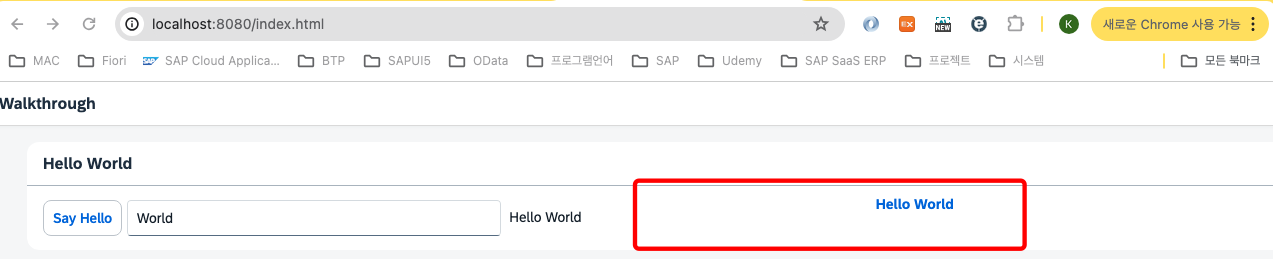 localhost:8080/index.html
NEW
K
새로운 Chrome 사용 가능
MAC
Fiori
SAP
SAP Cloud Applica...
BTP
SAPUI5
OData
프로그램언어
SAP
Udemy
SAP SaaS ERP
프로젝트
시스템
모든 북마크
Walkthrough
Hello World
Say Hello
World
Hello World
Hello World